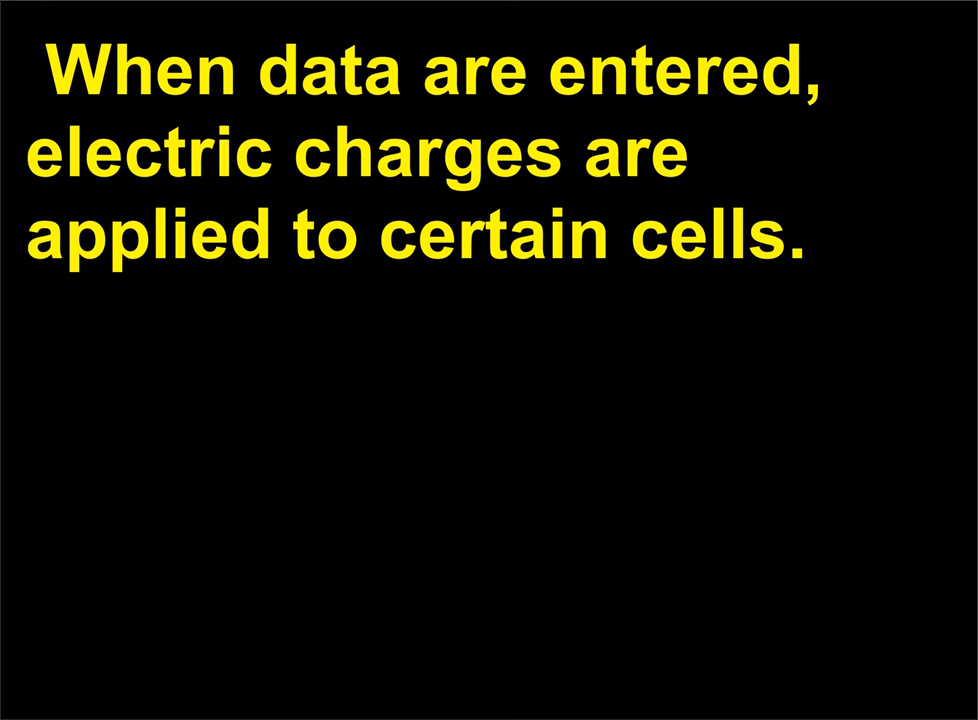 When data are entered,
electric charges are
applied to certain cells.